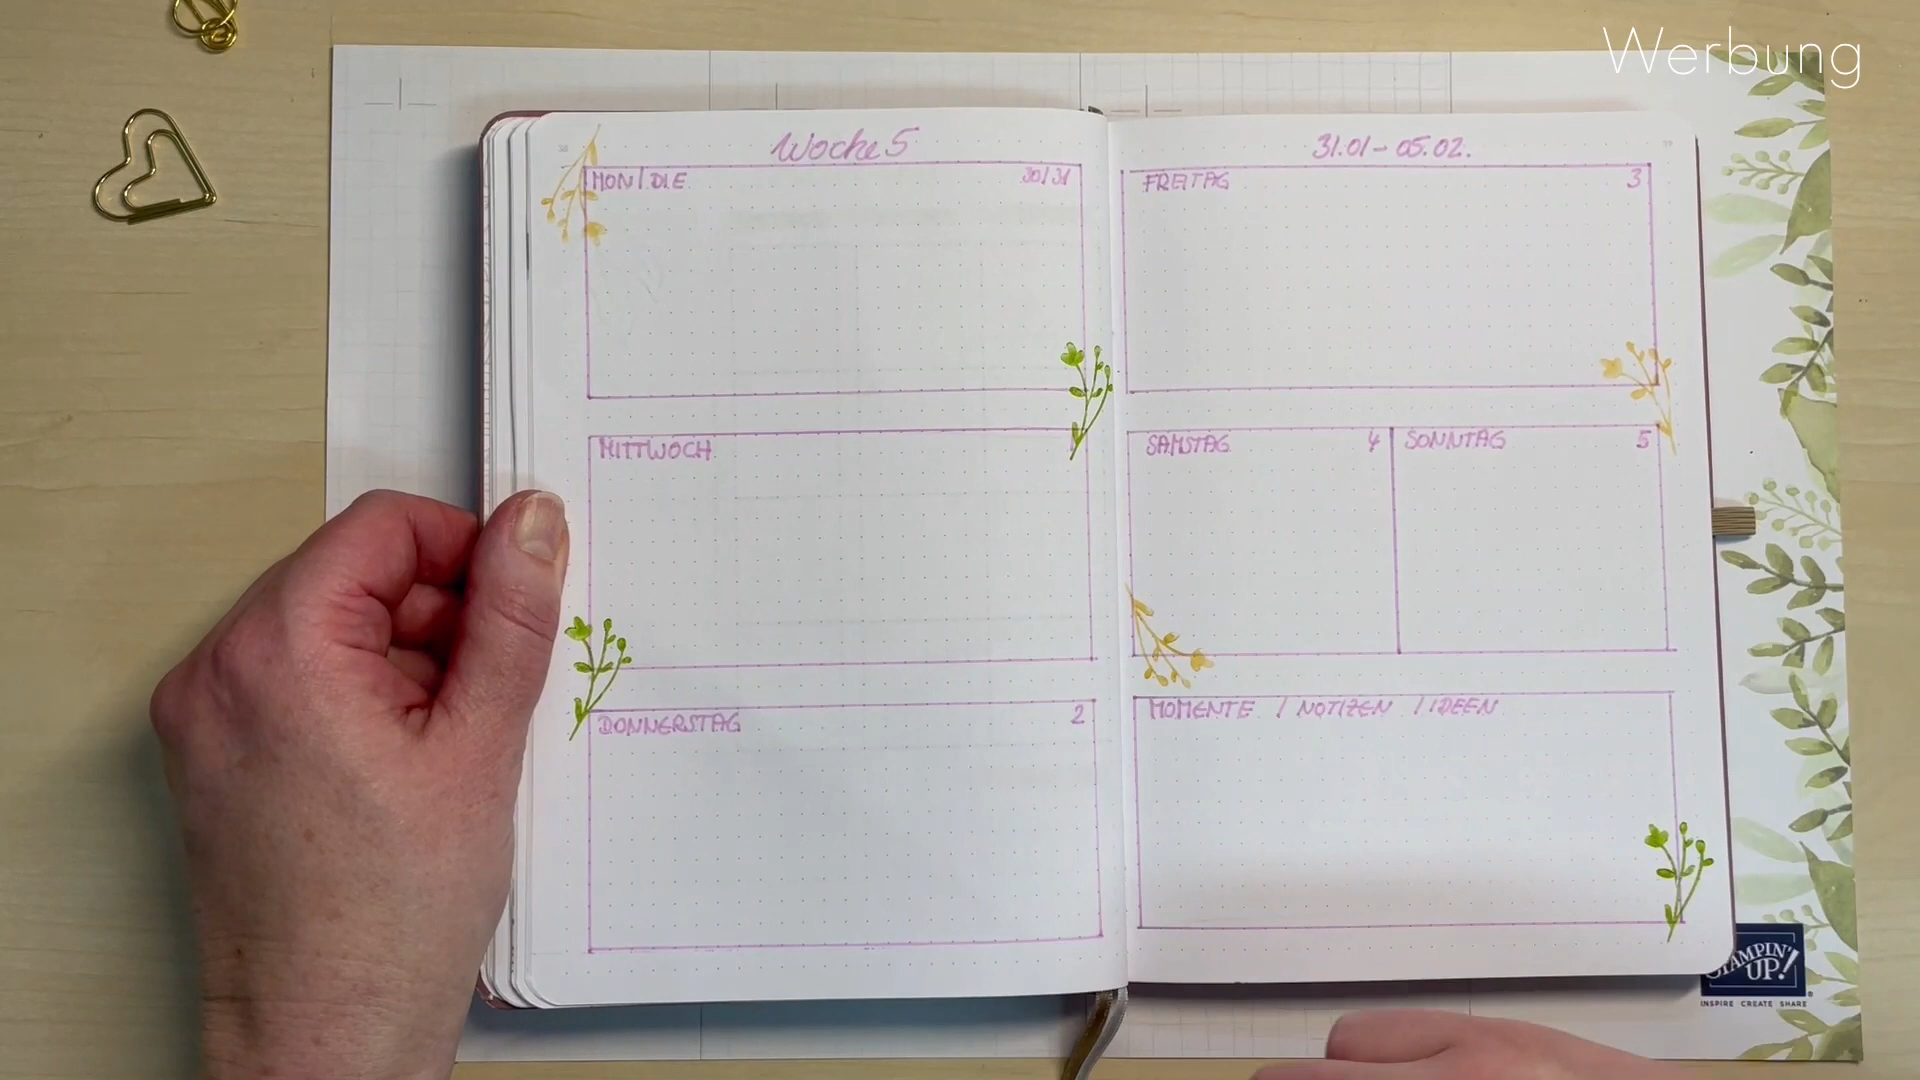 Werbung
Woche 5
MON/DIE 30/31
MITTWOCH
DONNERSTAG 2
31.01 - 05.02.
FREITAG 3
SAMSTAG 4
SONNTAG 5
MOMENTE / NOTIZEN / IDEEN
STAMPIN' UP!®
INSPIRE CREATE SHARE